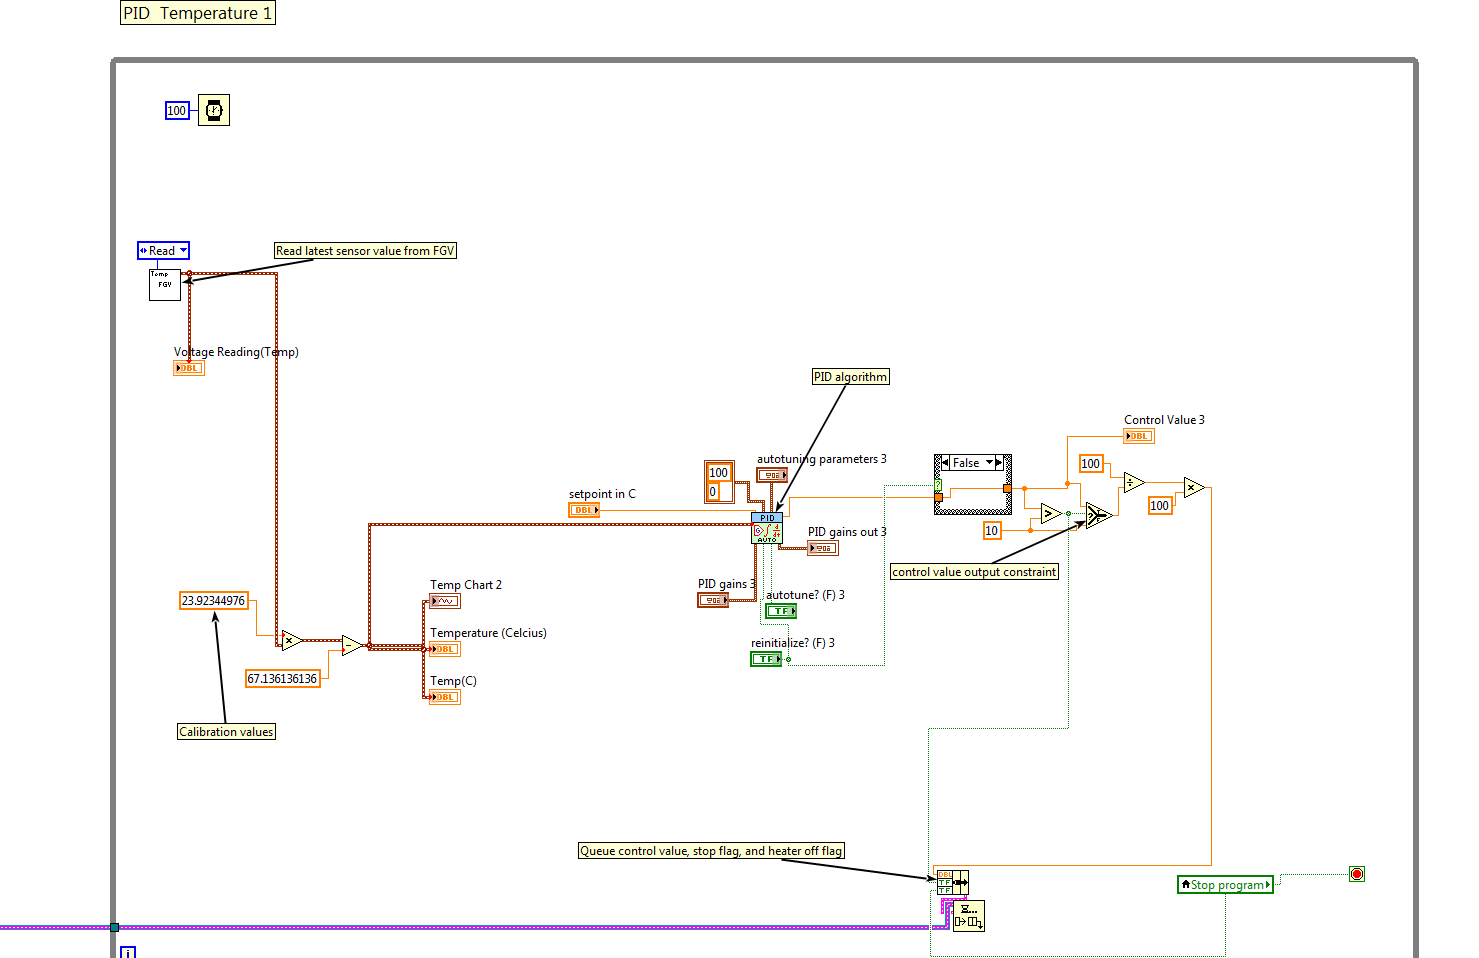 PID  Temperature 1
100
Read
Read latest sensor value from FGV
Temp
FGV
Voltage Reading(Temp)
DBL
PID algorithm
Control Value 3
DBL
autotuning parameters 3
False
100
100
0
setpoint in C
DBL
PID
AUTO
100
10
PID gains out 3
control value output constraint
PID gains 3
Temp Chart 2
autotune? (F) 3
TF
23.92344976
Temperature (Celcius)
DBL
reinitialize? (F) 3
TF
67.136136136
Temp(C)
DBL
Calibration values
Queue control value, stop flag, and heater off flag
DBL
TF
TF
Stop program
i